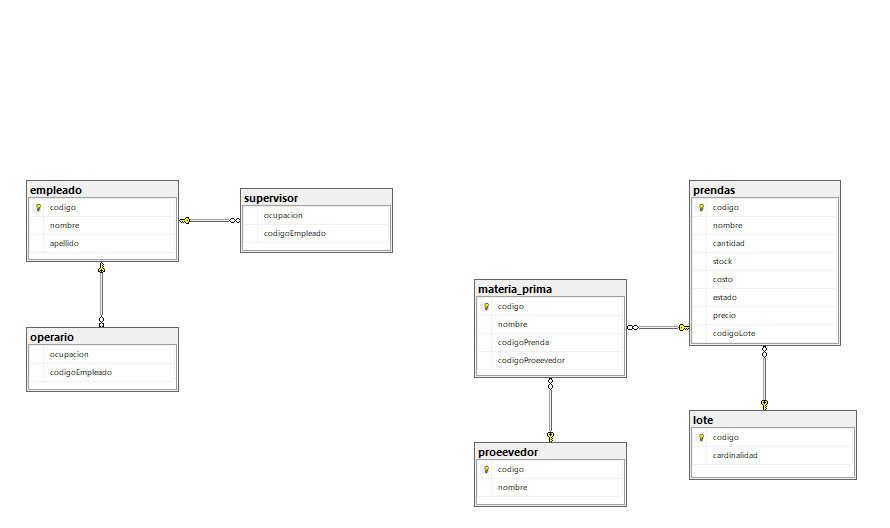 empleado
codigo
nombre
apellido
supervisor
ocupacion
codigoEmpleado
operario
ocupacion
codigoEmpleado
materia_prima
codigo
nombre
codigoPrenda
codigoProeevedor
proeevedor
codigo
nombre
prendas
codigo
nombre
cantidad
stock
costo
estado
precio
codigoLote
lote
codigo
cardinalidad